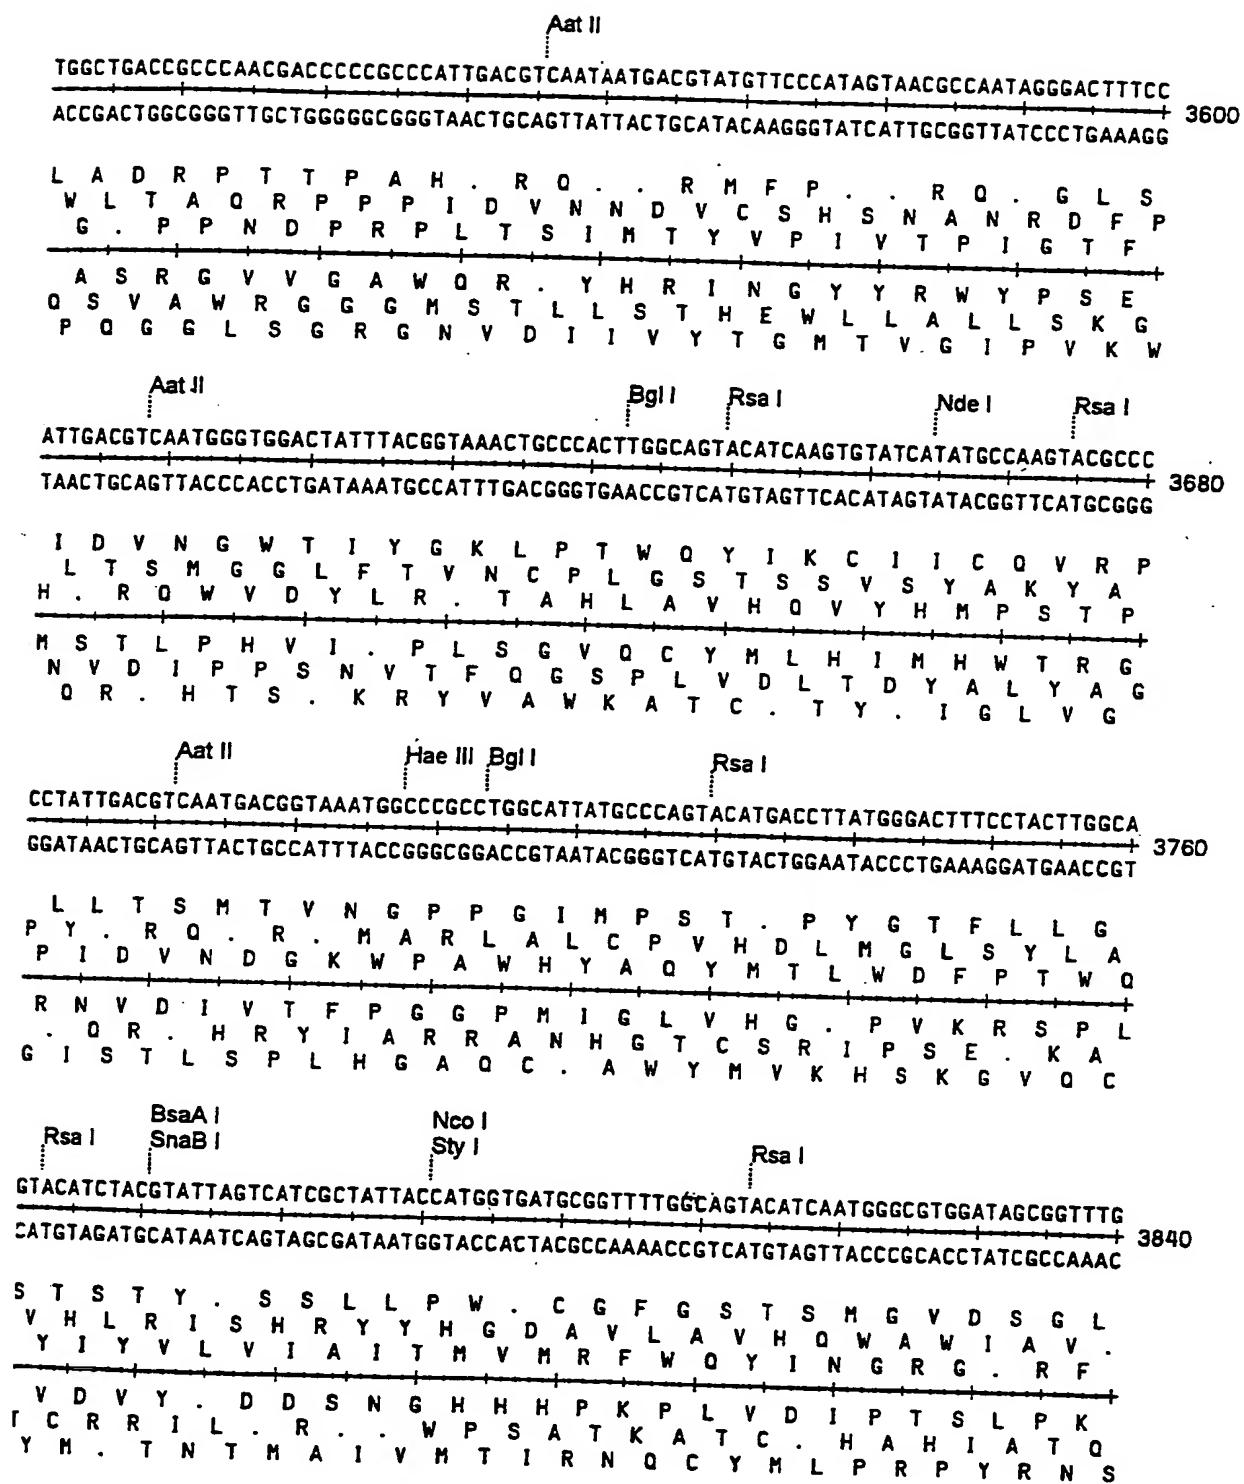 Aat II
TGGCTGACCGCCCAACGACCCCCGCCCATTGACGTCAATAATGACGTATGTTCCCATAGTAACGCCAATAGGGACTTTCC
3600
ACCGACTGGCGGGTTGCTGGGGGCGGGTAACTGCAGTTATTACTGCATACAAGGGTATCATTGCGGTTATCCCTGAAAGG
L A D R P T T P A H . R Q . . R M F P . . R Q . G L S
W L T A Q R P P P I D V N N D V C S H S N A N R D F P
G . P P N D P R P L T S I M T Y V P I V T P I G T F
A S R G V V G A W Q R . Y H R I N G Y Y R W Y P S E
Q S V A W R G G G M S T L L S T H E W L L A L L S K G
P Q G G L S G R G N V D I I V Y T G M T V G I P V K W
Aat II Bgl I Rsa I Nde I Rsa I
ATTGACGTCAATGGGTGGACTATTTACGGTAAACTGCCCACTTGGCAGTACATCAAGTGTATCATATGCCAAGTACGCCC
3680
TAACTGCAGTTACCCACCTGATAAATGCCATTTGACGGGTGAACCGTCATGTAGTTCACATAGTATACGGTTCATGCGGG
I D V N G W T I Y G K L P T W Q Y I K C I I C Q V R P
L T S M G G L F T V N C P L G S T S S V S Y A K Y A
H . R Q W V D Y L R . T A H L A V H Q V Y H M P S T P
M S T L P H V I . P L S G V Q C Y M L H I M H W T R G
N V D I P P S N V T F Q G S P L V D L T D Y A L Y A G
Q R . H T S . K R Y V A W K A T C . T Y . I G L V G
Aat II Hae III Bgl I Rsa I
CCTATTGACGTCAATGACGGTAAATGGCCCGCCTGGCATTATGCCCAGTACATGACCTTATGGGACTTTCCTACTTGGCA
3760
GGATAACTGCAGTTACTGCCATTTACCGGGCGGACCGTAATACGGGTCATGTACTGGAATACCCTGAAAGGATGAACCGT
L L T S M T V N G P P G I M P S T . P Y G T F L L G
P Y . R Q . R . M A R L A L C P V H D L M G L S Y L A
P I D V N D G K W P A W H Y A Q Y M T L W D F P T W Q
R N V D I V T F P G G P M I G L V H G . P V K R S P L
. Q R . H R Y I A R R A N H G T C S R I P S E . K A
G I S T L S P L H G A Q C . A W Y M V K H S K G V Q C
Rsa I BsaA I SnaB I Nco I Sty I Rsa I
GTACATCTACGTATTAGTCATCGCTATTACCATGGTGATGCGGTTTTGGCAGTACATCAATGGGCGTGGATAGCGGTTTG
3840
CATGTAGATGCATAATCAGTAGCGATAATGGTACCACTACGCCAAAACCGTCATGTAGTTACCCGCACCTATCGCCAAAC
S T S T Y . S S L L P W . C G F G S T S M G V D S G L
V H L R I S H R Y Y H G D A V L A V H Q W A W I A V .
Y I Y V L V I A I T M V M R F W Q Y I N G R G . R F
V D V Y . D D S N G H H H P K P L V D I P T S L P K
T C R R I L . R . . W P S A T K A T C . H A H I A T Q
Y M . T N T M A I V M T I R N Q C Y M L P R P Y R N S